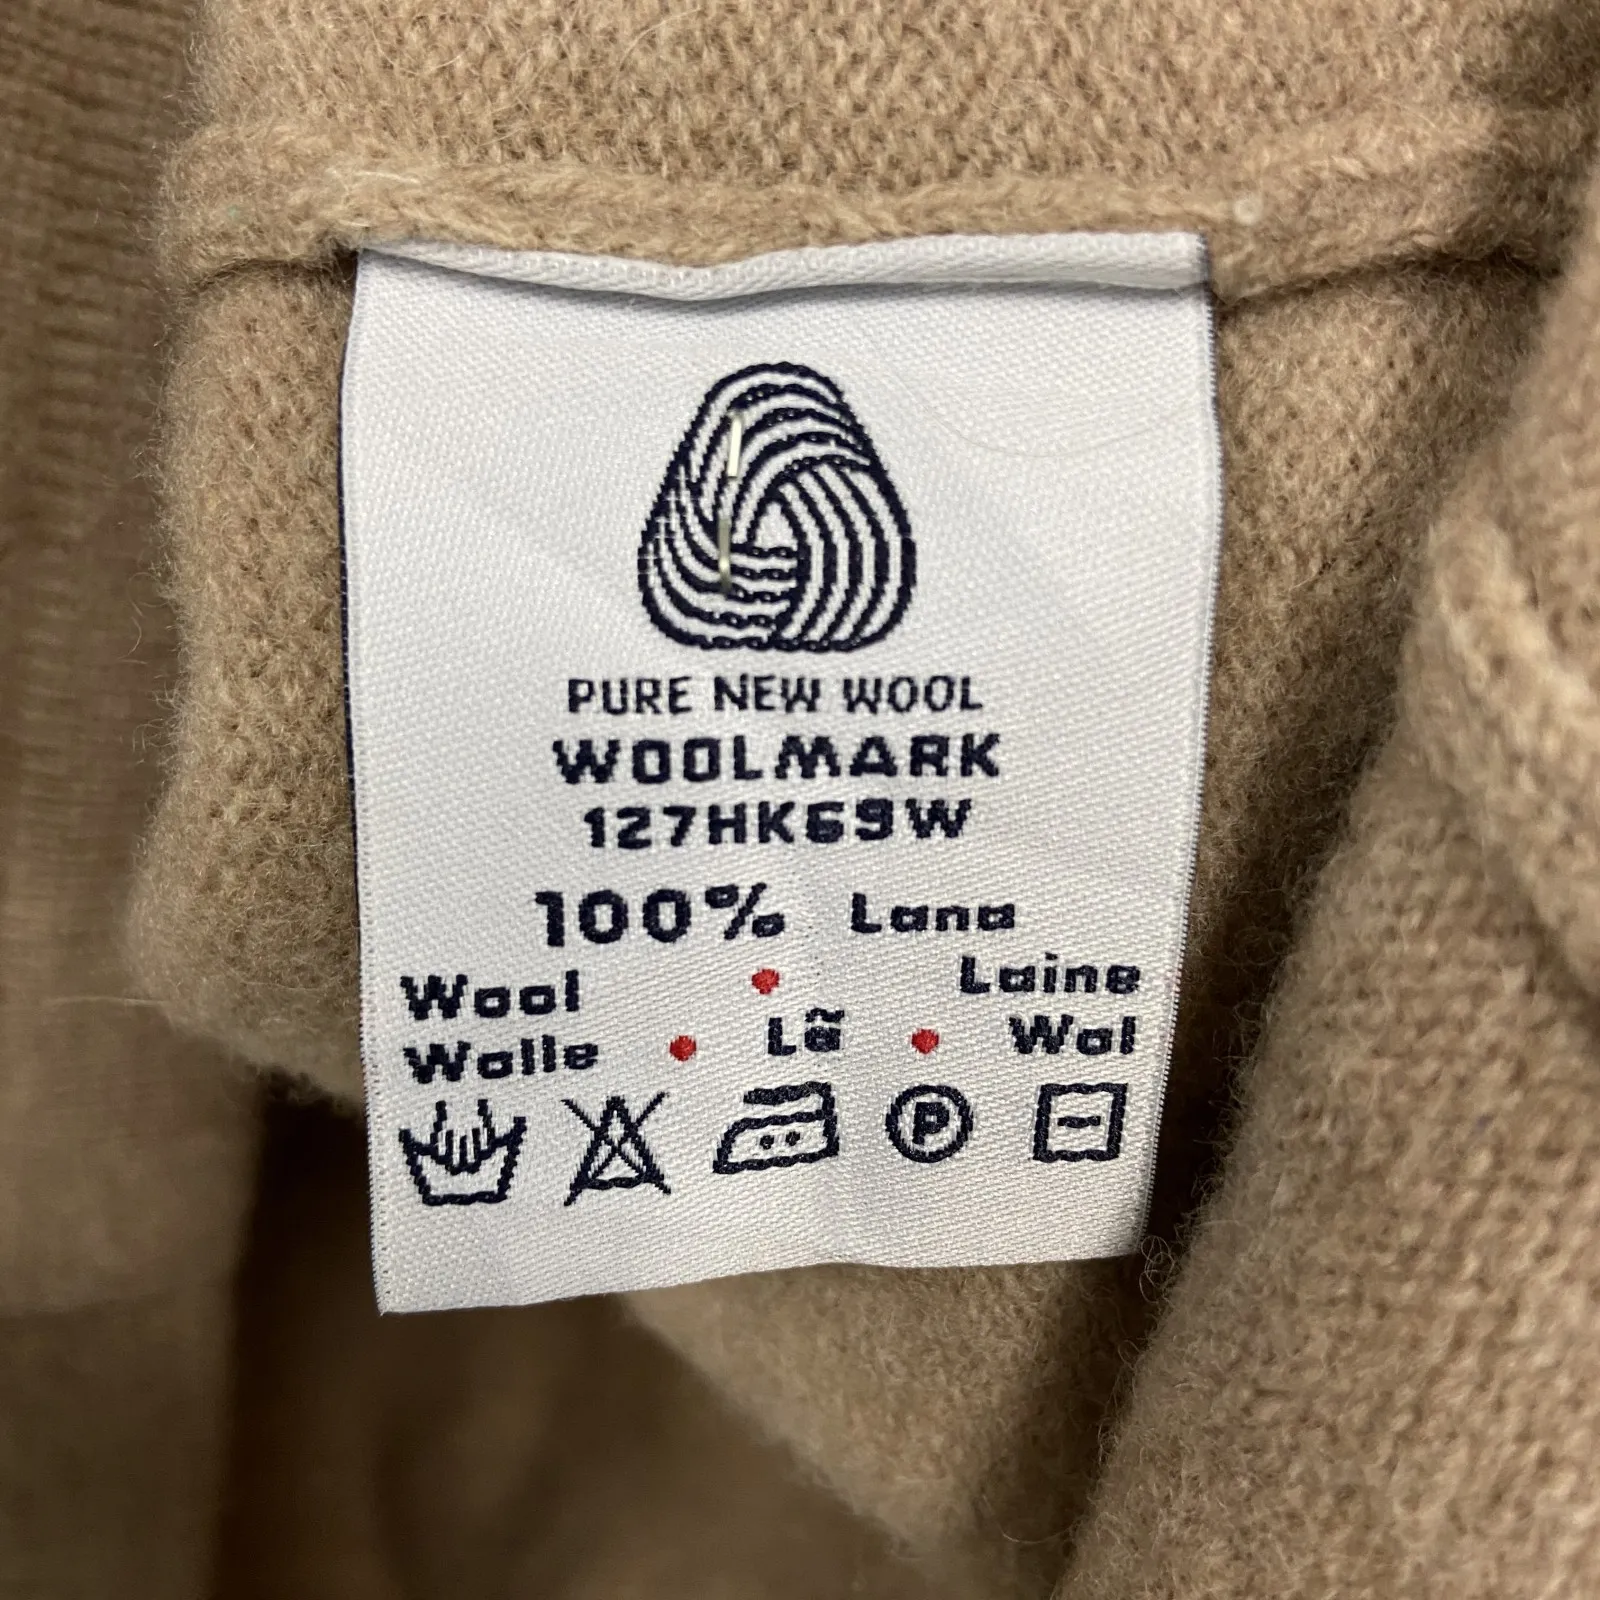 PURE NEW WOOL
WOOLMARK
127HK69W
100% Lana
Wool • Laine
Wolle • Lã • Wol
P